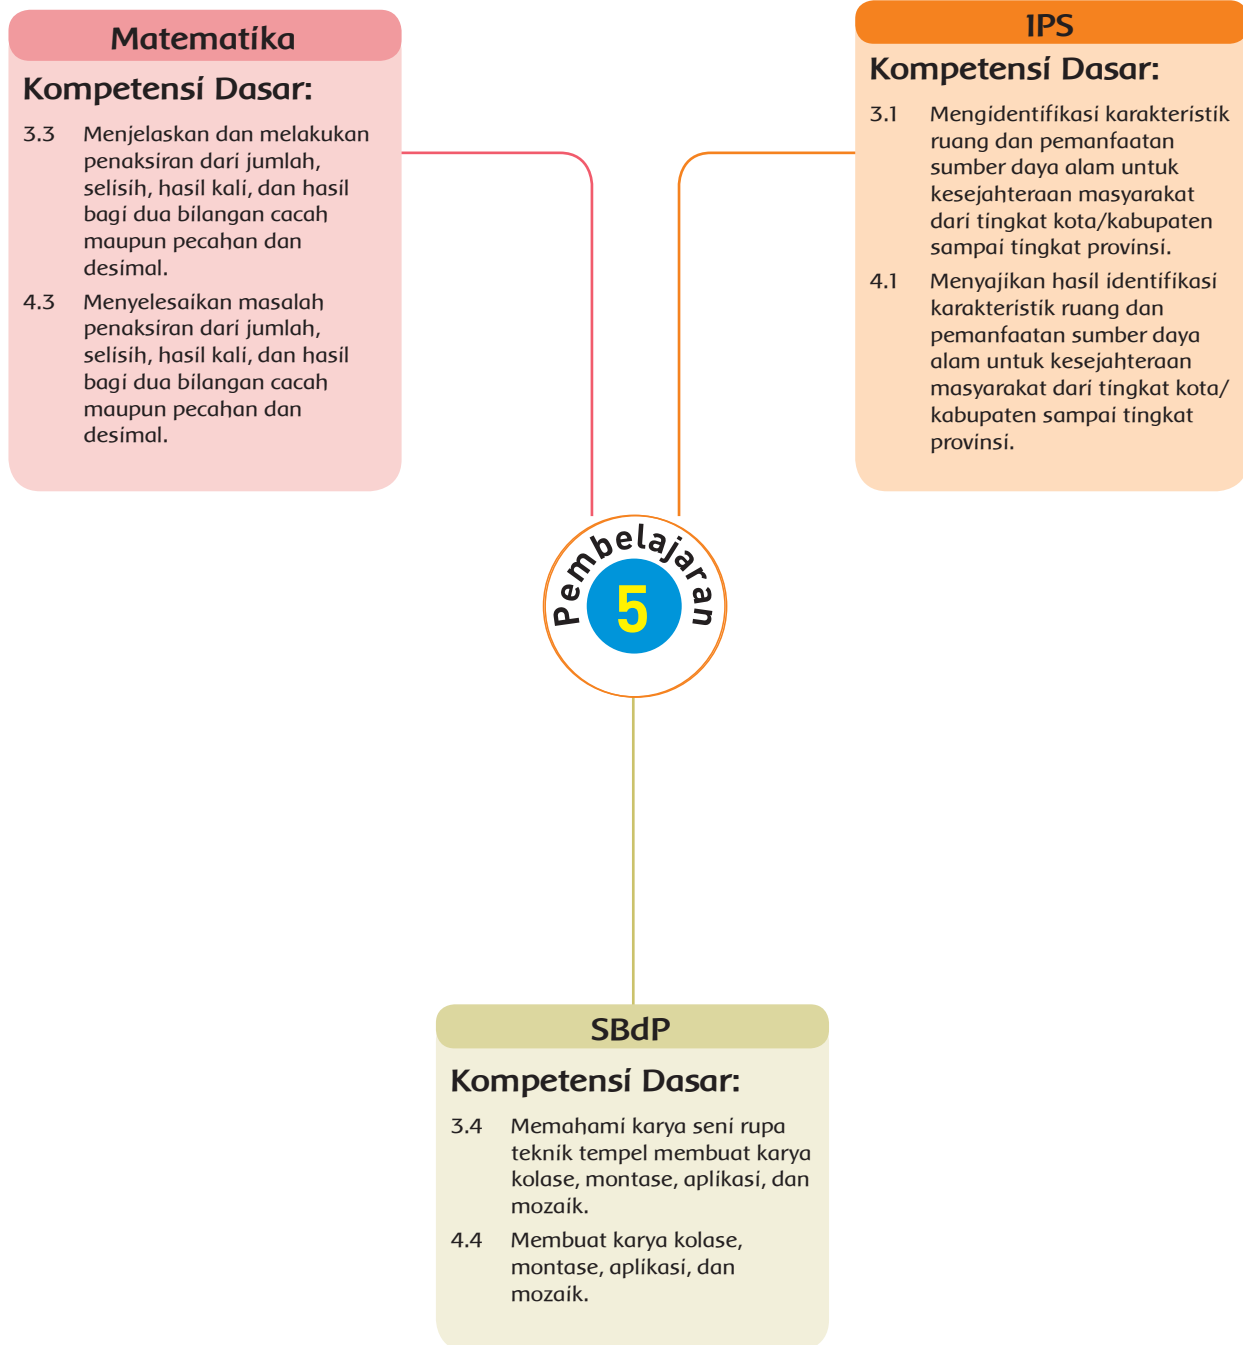 Matematika
Kompetensi Dasar:
3.3 Menjelaskan dan melakukan
penaksiran dari jumlah,
selisih, hasil kali, dan hasil
bagi dua bilangan cacah
maupun pecahan dan
desimal.
4.3 Menyelesaikan masalah
penaksiran dari jumlah,
selisih, hasil kali, dan hasil
bagi dua bilangan cacah
maupun pecahan dan
desimal.
IPS
Kompetensi Dasar:
3.1 Mengidentifikasi karakteristik
ruang dan pemanfaatan
sumber daya alam untuk
kesejahteraan masyarakat
dari tingkat kota/kabupaten
sampai tingkat provinsi.
4.1 Menyajikan hasil identifikasi
karakteristik ruang dan
pemanfaatan sumber daya
alam untuk kesejahteraan
masyarakat dari tingkat kota/
kabupaten sampai tingkat
provinsi.
Pembelajaran
5
SBdP
Kompetensi Dasar:
3.4 Memahami karya seni rupa
teknik tempel membuat karya
kolase, montase, aplikasi, dan
mozaik.
4.4 Membuat karya kolase,
montase, aplikasi, dan
mozaik.